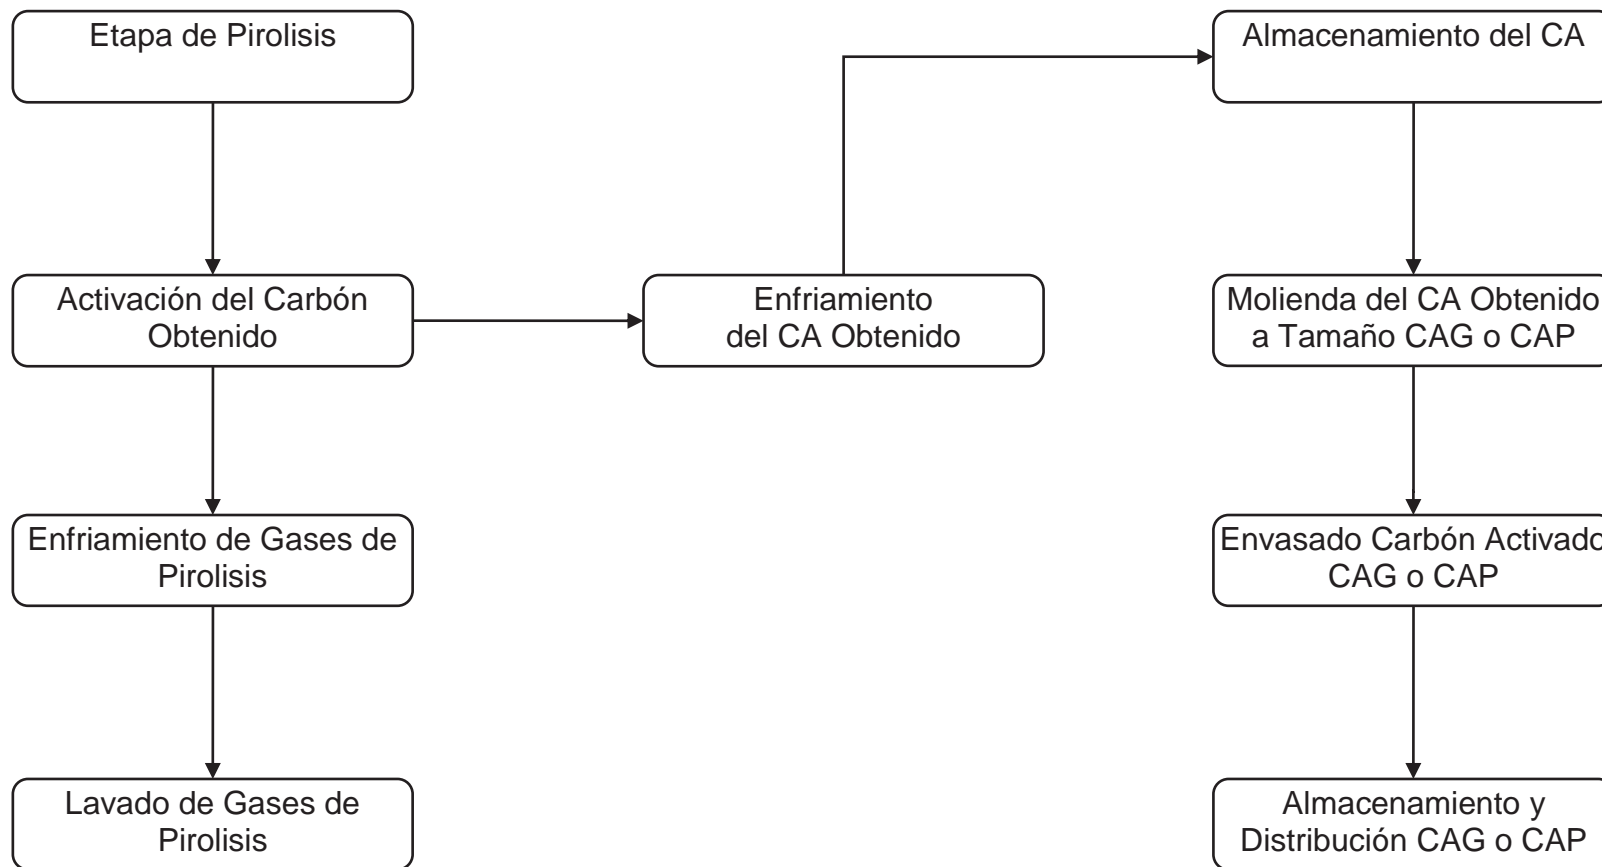 Etapa de Pirolisis
Activación del Carbón
Obtenido
Enfriamiento de Gases de
Pirolisis
Lavado de Gases de
Pirolisis
Enfriamiento
del CA Obtenido
Almacenamiento del CA
Molienda del CA Obtenido
a Tamaño CAG o CAP
Envasado Carbón Activado
CAG o CAP
Almacenamiento y
Distribución CAG o CAP